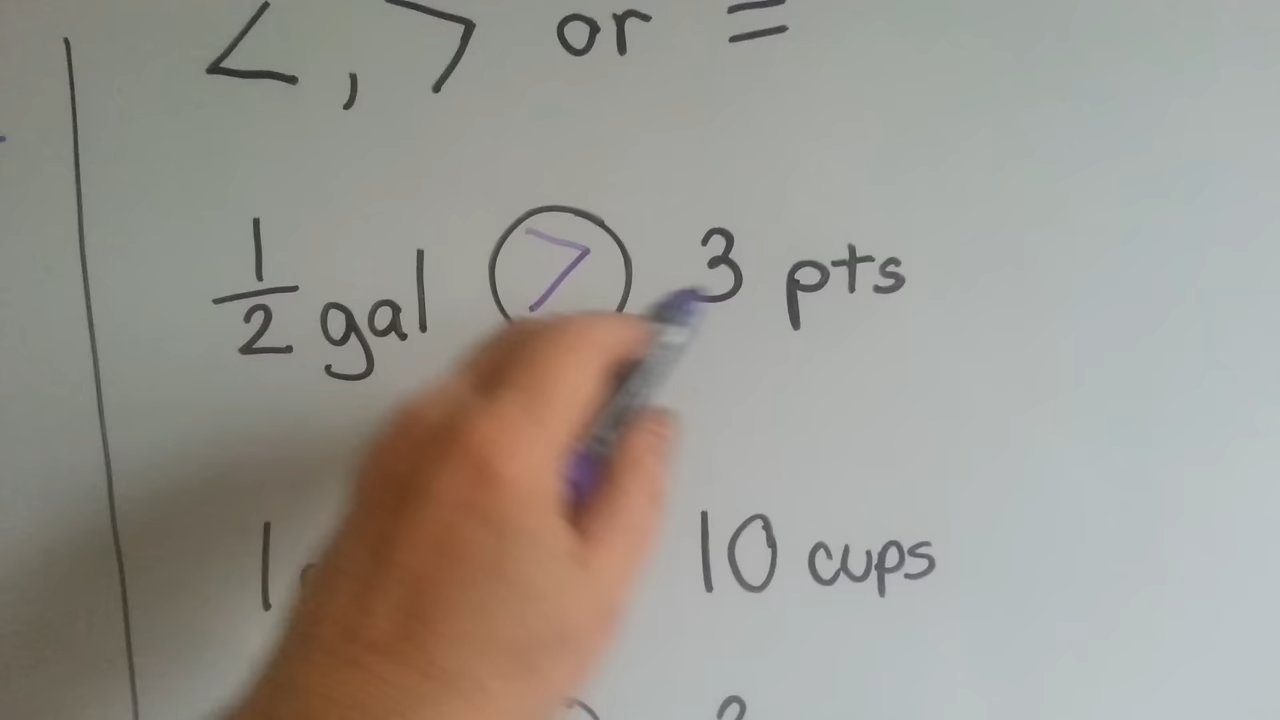 <, > or =
1/2 gal > 3 pts
1 10 cups